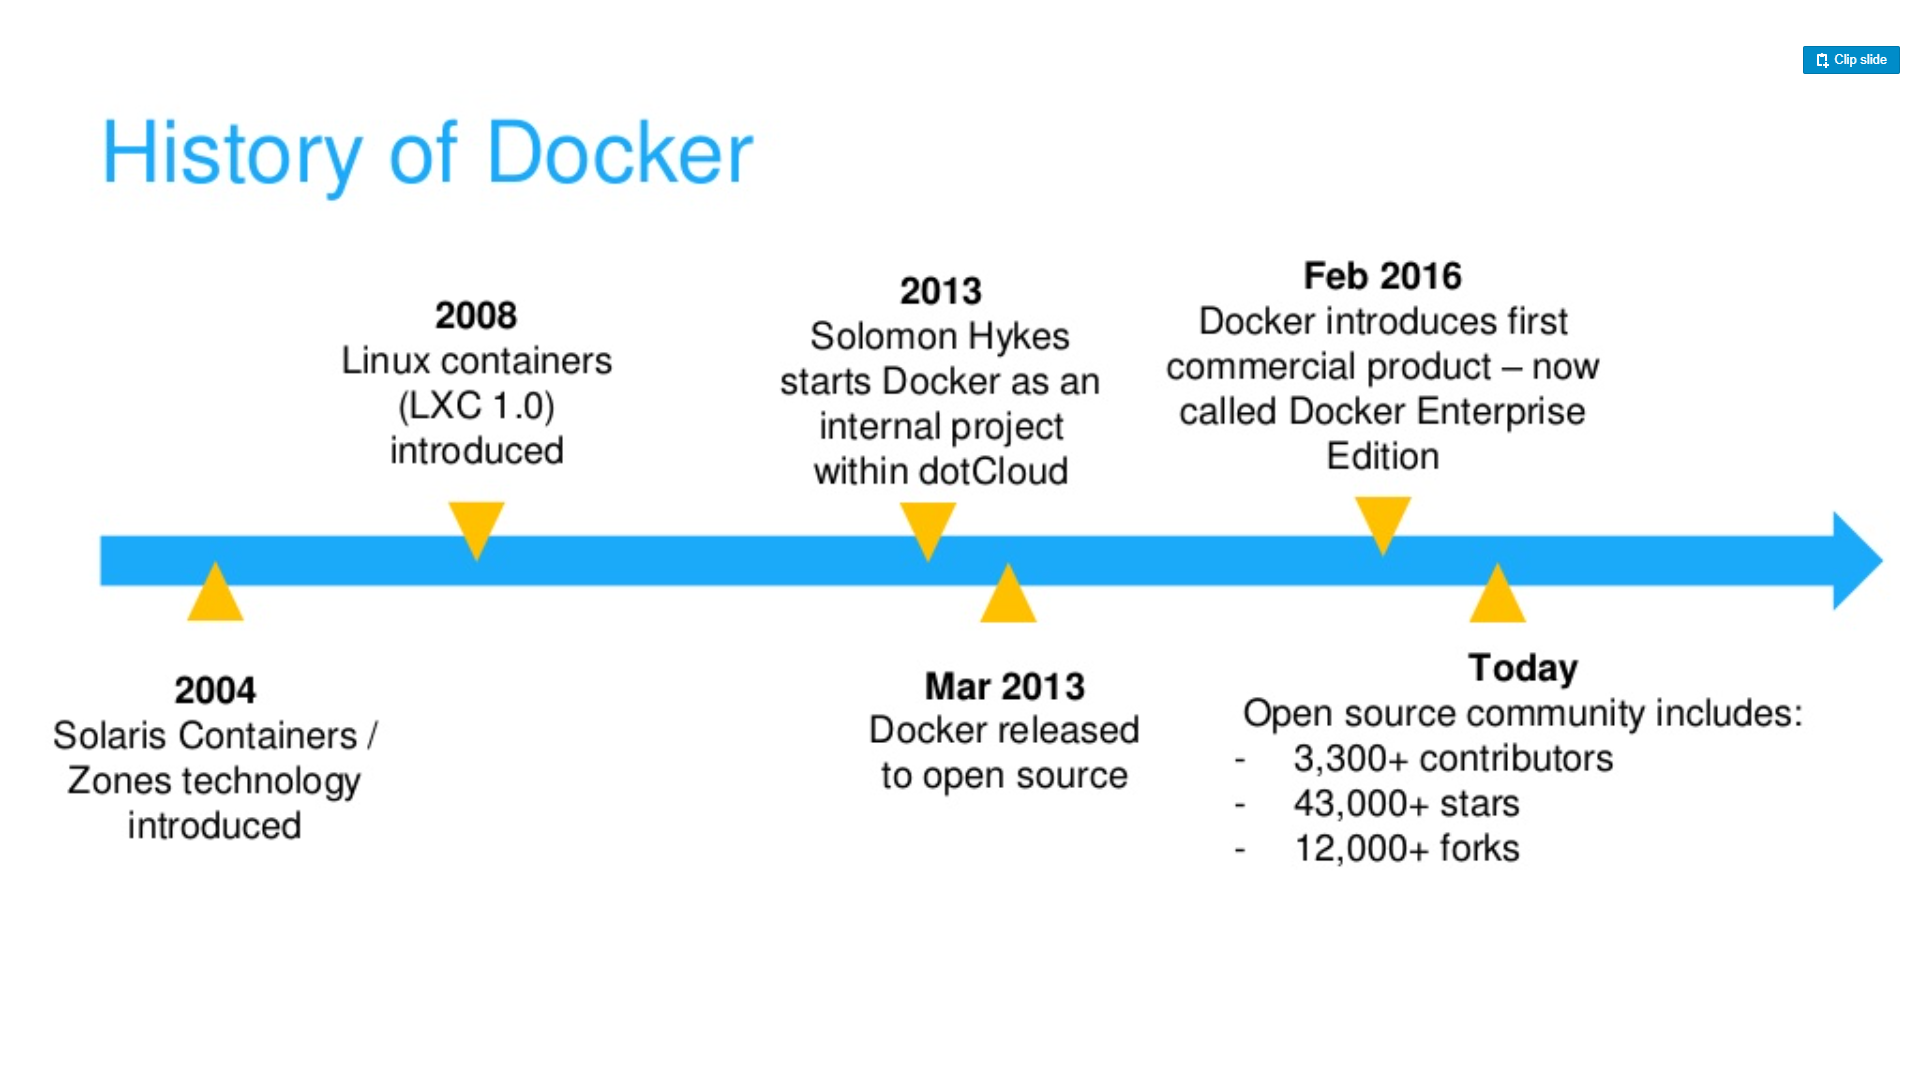 Clip slide
History of Docker
2008
Linux containers
(LXC 1.0)
introduced
2013
Solomon Hykes
starts Docker as an
internal project
within dotCloud
Feb 2016
Docker introduces first
commercial product – now
called Docker Enterprise
Edition
2004
Solaris Containers /
Zones technology
introduced
Mar 2013
Docker released
to open source
Today
Open source community includes:
- 3,300+ contributors
- 43,000+ stars
- 12,000+ forks